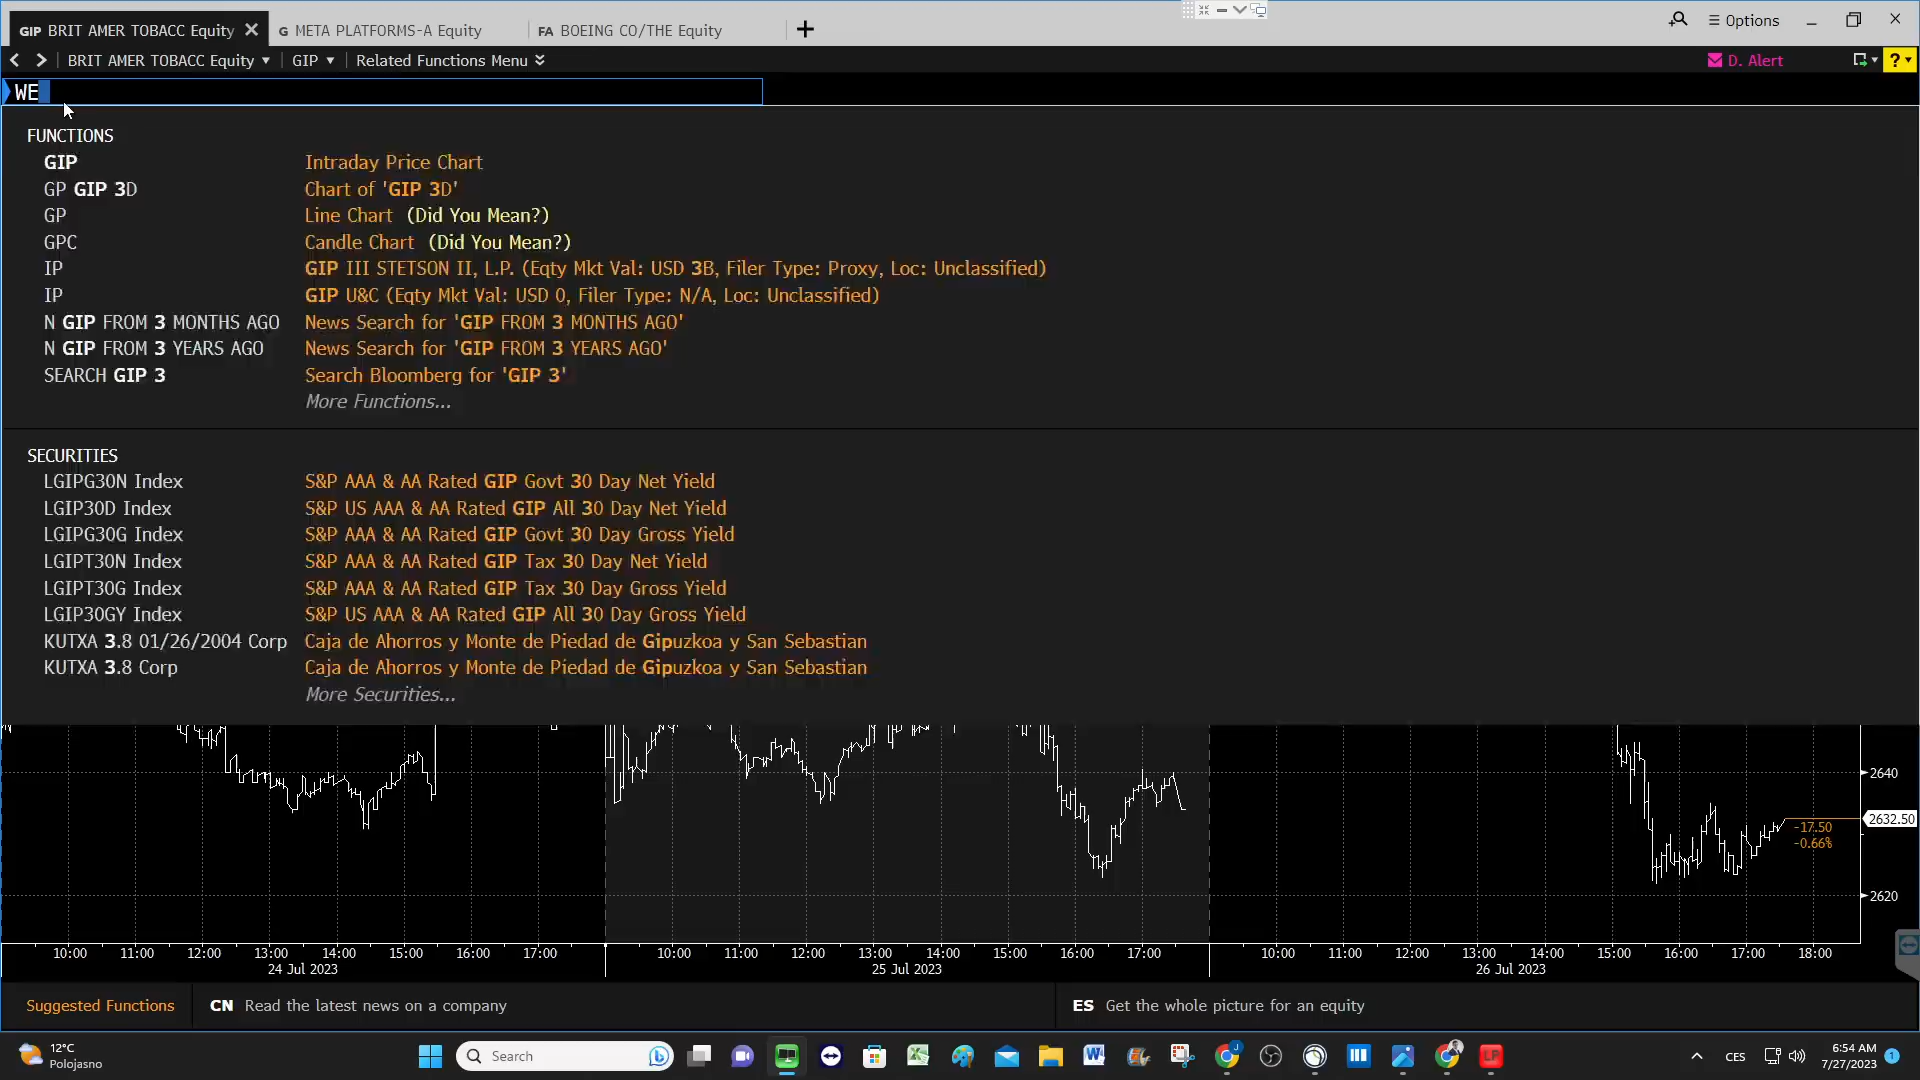 GIP BRIT AMER TOBACC Equity
G META PLATFORMS-A Equity
FA BOEING CO/THE Equity
Options
BRIT AMER TOBACC Equity
GIP
Related Functions Menu
D. Alert
?
WE
FUNCTIONS
GIP Intraday Price Chart
GP GIP 3D Chart of 'GIP 3D'
GP Line Chart (Did You Mean?)
GPC Candle Chart (Did You Mean?)
IP GIP III STETSON II, L.P. (Eqty Mkt Val: USD 3B, Filer Type: Proxy, Loc: Unclassified)
IP GIP U&C (Eqty Mkt Val: USD 0, Filer Type: N/A, Loc: Unclassified)
N GIP FROM 3 MONTHS AGO News Search for 'GIP FROM 3 MONTHS AGO'
N GIP FROM 3 YEARS AGO News Search for 'GIP FROM 3 YEARS AGO'
SEARCH GIP 3 Search Bloomberg for 'GIP 3'
More Functions...
SECURITIES
LGIPG30N Index S&P AAA & AA Rated GIP Govt 30 Day Net Yield
LGIP30D Index S&P US AAA & AA Rated GIP All 30 Day Net Yield
LGIPG30G Index S&P AAA & AA Rated GIP Govt 30 Day Gross Yield
LGIPT30N Index S&P AAA & AA Rated GIP Tax 30 Day Net Yield
LGIPT30G Index S&P AAA & AA Rated GIP Tax 30 Day Gross Yield
LGIP30GY Index S&P US AAA & AA Rated GIP All 30 Day Gross Yield
KUTXA 3.8 01/26/2004 Corp Caja de Ahorros y Monte de Piedad de Gipuzkoa y San Sebastian
KUTXA 3.8 Corp Caja de Ahorros y Monte de Piedad de Gipuzkoa y San Sebastian
More Securities...
2640
2632.50
-17.50
-0.66%
2620
10:00 11:00 12:00 13:00 14:00 15:00 16:00 17:00 10:00 11:00 12:00 13:00 14:00 15:00 16:00 17:00 10:00 11:00 12:00 13:00 14:00 15:00 16:00 17:00 18:00
24 Jul 2023 25 Jul 2023 26 Jul 2023
Suggested Functions CN Read the latest news on a company ES Get the whole picture for an equity
12°C
Polojasno
Search
CES
6:54 AM
7/27/2023
1
LP